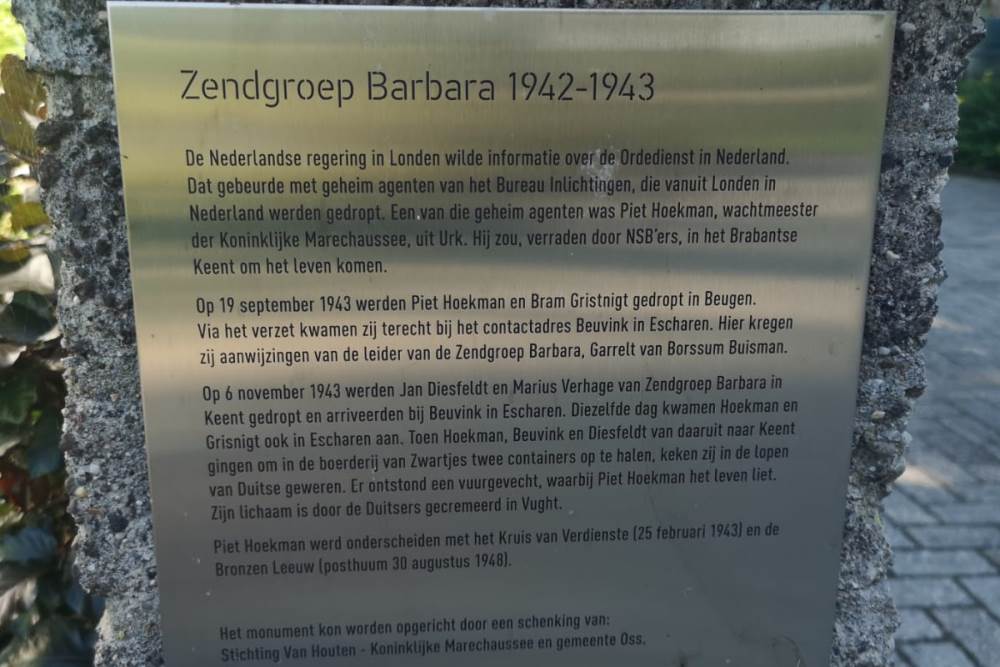 Zendgroep Barbara 1942-1943
De Nederlandse regering in Londen wilde informatie over de Ordedienst in Nederland.
Dat gebeurde met geheim agenten van het Bureau Inlichtingen, die vanuit Londen in
Nederland werden gedropt. Een van die geheim agenten was Piet Hoekman, wachtmeester
der Koninklijke Marechaussee, uit Urk. Hij zou, verraden door NSB'ers, in het Brabantse
Keent om het leven komen.
Op 19 september 1943 werden Piet Hoekman en Bram Gristnigt gedropt in Beugen.
Via het verzet kwamen zij terecht bij het contactadres Beuvink in Escharen. Hier kregen
zij aanwijzingen van de leider van de Zendgroep Barbara, Garrelt van Borssum Buisman.
Op 6 november 1943 werden Jan Diesfeldt en Marius Verhage van Zendgroep Barbara in
Keent gedropt en arriveerden bij Beuvink in Escharen. Diezelfde dag kwamen Hoekman en
Grisnigt ook in Escharen aan. Toen Hoekman, Beuvink en Diesfeldt van daaruit naar Keent
gingen om in de boerderij van Zwartjes twee containers op te halen, keken zij in de lopen
van Duitse geweren. Er ontstond een vuurgevecht, waarbij Piet Hoekman het leven liet.
Zijn lichaam is door de Duitsers gecremeerd in Vught.
Piet Hoekman werd onderscheiden met het Kruis van Verdienste (25 februari 1943) en de
Bronzen Leeuw (posthuum 30 augustus 1948).
Het monument kon worden opgericht door een schenking van:
Stichting Van Houten - Koninklijke Marechaussee en gemeente Oss.